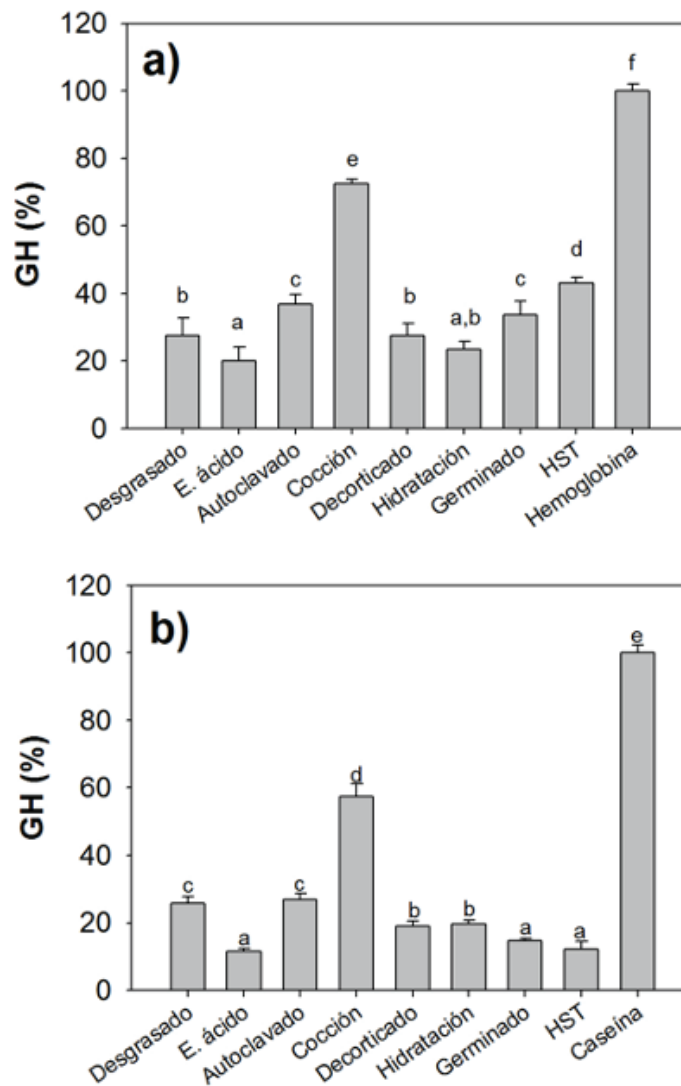 a)
GH (%)
120
100
80
60
40
20
0
b
a
c
e
b
a,b
c
d
f
Desgrasado
E. ácido
Autoclavado
Cocción
Decorticado
Hidratación
Germinado
HST
Hemoglobina
b)
GH (%)
120
100
80
60
40
20
0
c
a
c
d
b
b
a
a
e
Desgrasado
E. ácido
Autoclavado
Cocción
Decorticado
Hidratación
Germinado
HST
Caseína